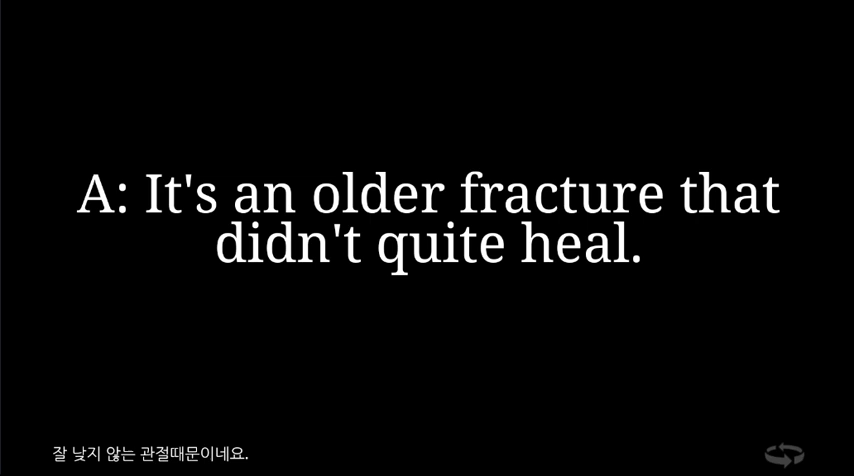 A: It's an older fracture that
didn't quite heal.
잘 낮지 않는 관절때문이네요.